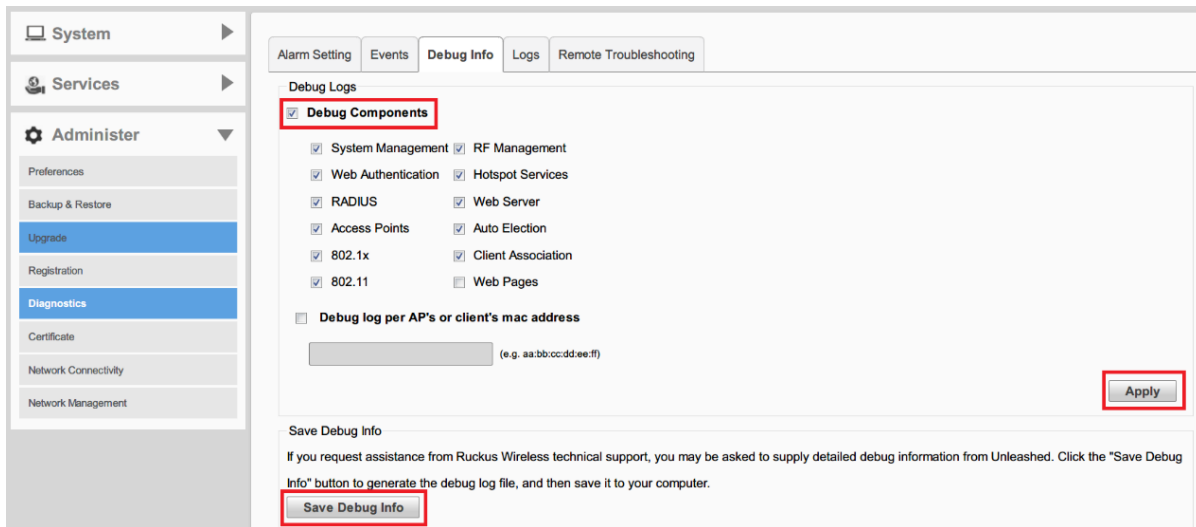 System
Services
Administer
Preferences
Backup & Restore
Upgrade
Registration
Diagnostics
Certificate
Network Connectivity
Network Management
Alarm Setting Events Debug Info Logs Remote Troubleshooting
Debug Logs
Debug Components
System Management RF Management
Web Authentication Hotspot Services
RADIUS Web Server
Access Points Auto Election
802.1x Client Association
802.11 Web Pages
Debug log per AP's or client's mac address
(e.g. aa:bb:cc:dd:ee:ff)
Apply
Save Debug Info
If you request assistance from Ruckus Wireless technical support, you may be asked to supply detailed debug information from Unleashed. Click the "Save Debug
Info" button to generate the debug log file, and then save it to your computer.
Save Debug Info